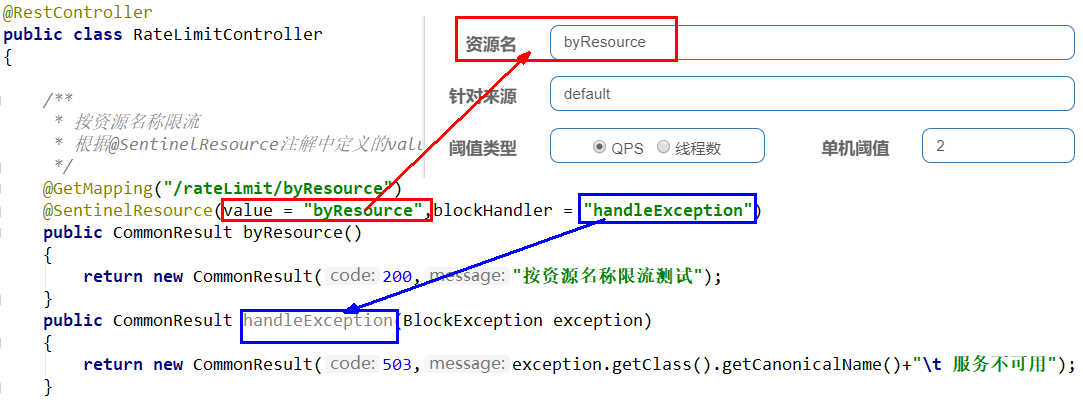 @RestController
public class RateLimitController
{
资源名 byResource
针对来源 default
阈值类型 QPS 线程数 单机阈值 2
/**
* 按资源名称限流
* 根据@SentinelResource注解中定义的valu
*/
@GetMapping("/rateLimit/byResource")
@SentinelResource(value = "byResource",blockHandler = "handleException")
public CommonResult byResource()
{
return new CommonResult( code: 200, message: "按资源名称限流测试");
}
public CommonResult handleException(BlockException exception)
{
return new CommonResult( code: 503, message: exception.getClass().getCanonicalName()+"\t 服务不可用");
}